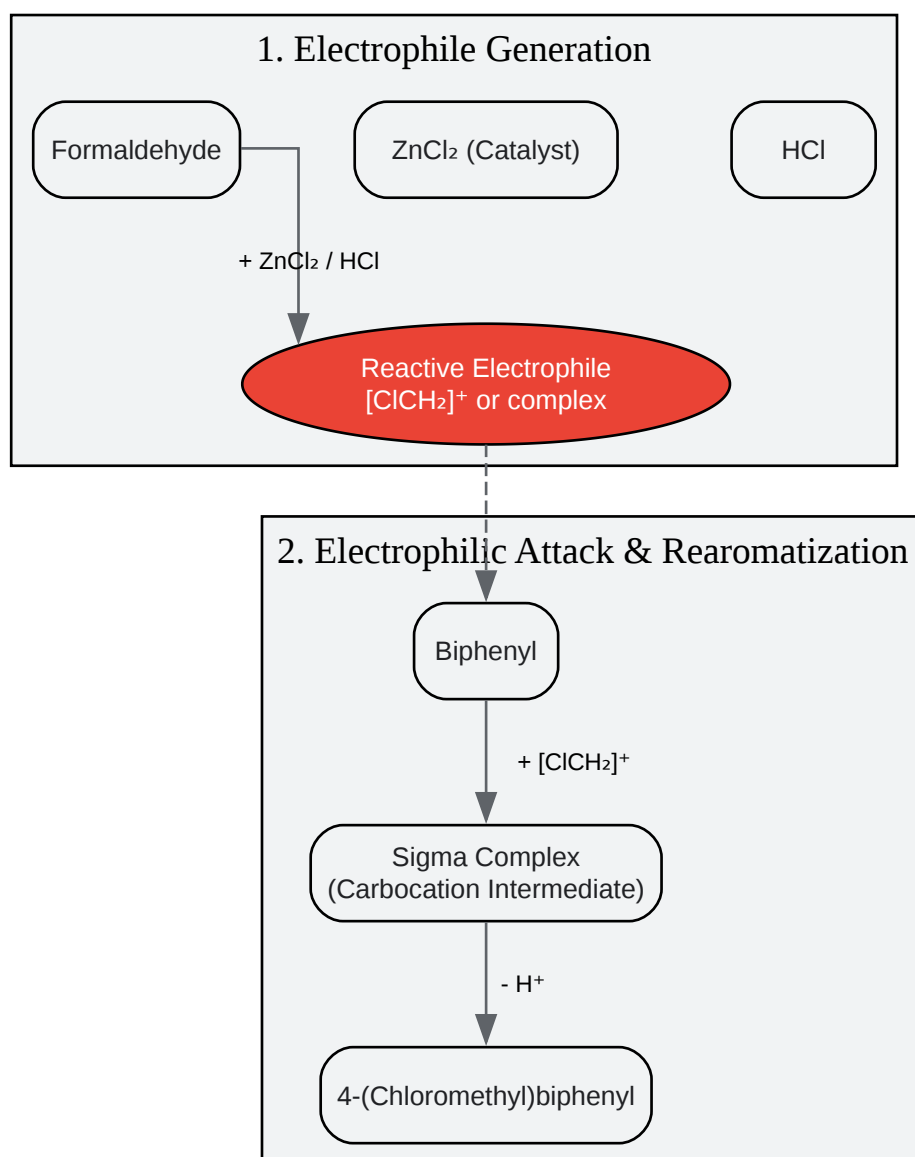 1. Electrophile Generation
Formaldehyde
ZnCl₂ (Catalyst)
HCl
+ ZnCl₂ / HCl
Reactive Electrophile
[ClCH₂]⁺ or complex
2. Electrophilic Attack & Rearomatization
Biphenyl
+ [ClCH₂]⁺
Sigma Complex
(Carbocation Intermediate)
- H⁺
4-(Chloromethyl)biphenyl